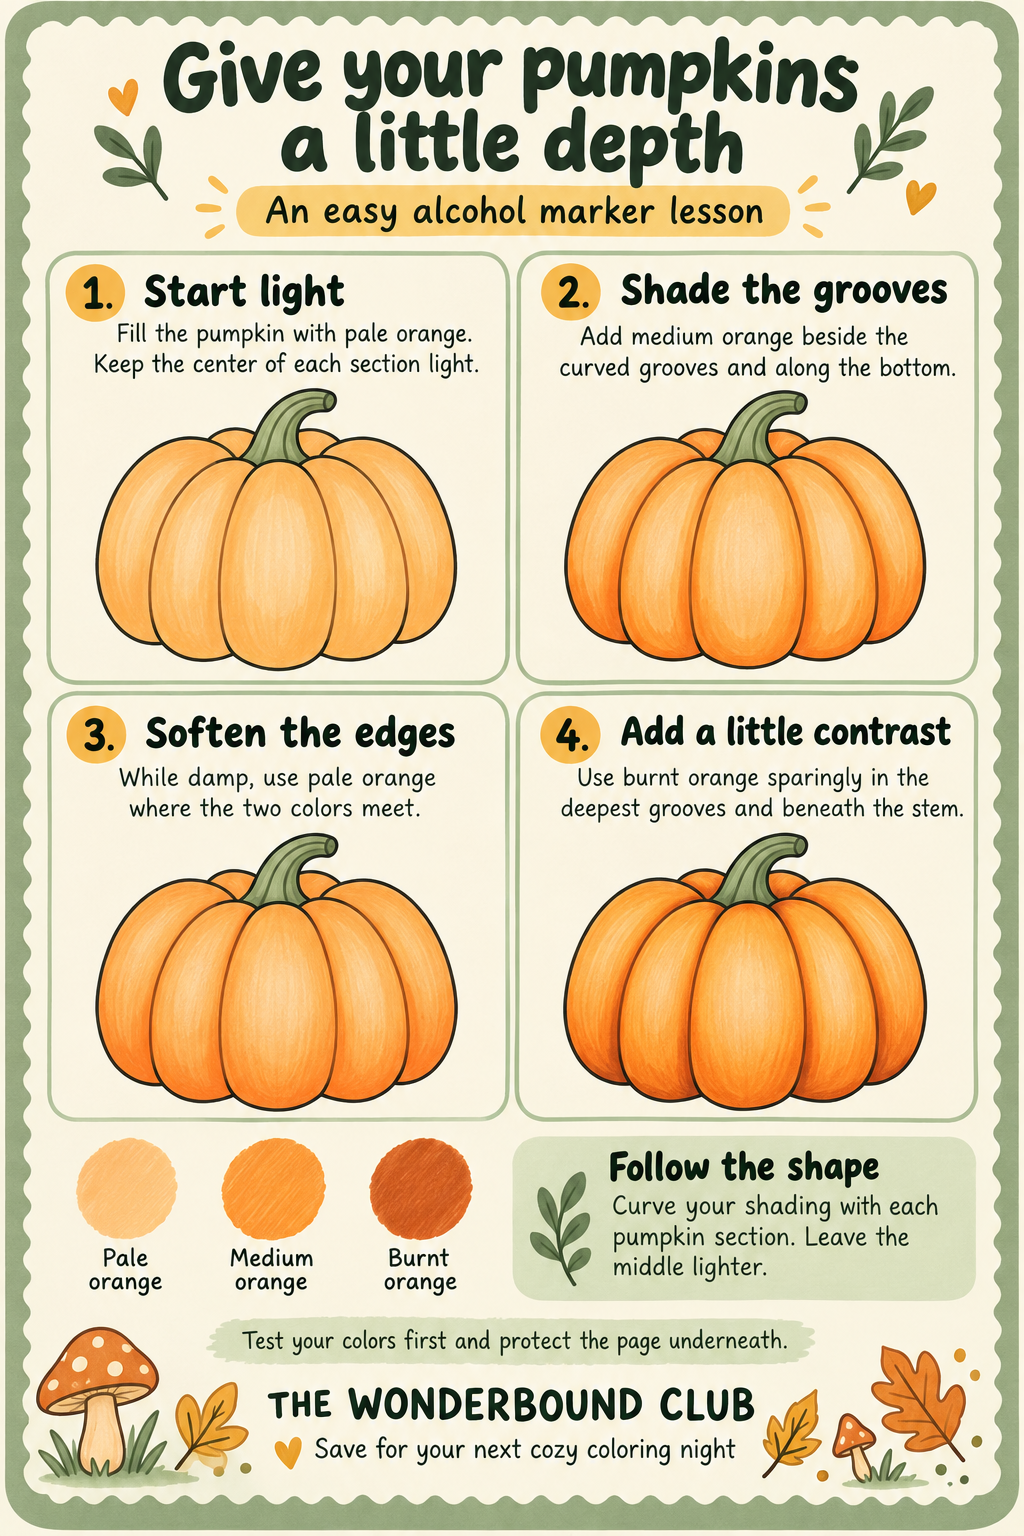 Give your pumpkins
a little depth
An easy alcohol marker lesson
1. Start light
Fill the pumpkin with pale orange.
Keep the center of each section light.
2. Shade the grooves
Add medium orange beside the
curved grooves and along the bottom.
3. Soften the edges
While damp, use pale orange
where the two colors meet.
4. Add a little contrast
Use burnt orange sparingly in the
deepest grooves and beneath the stem.
Pale
orange
Medium
orange
Burnt
orange
Follow the shape
Curve your shading with each
pumpkin section. Leave the
middle lighter.
Test your colors first and protect the page underneath.
THE WONDERBOUND CLUB
Save for your next cozy coloring night